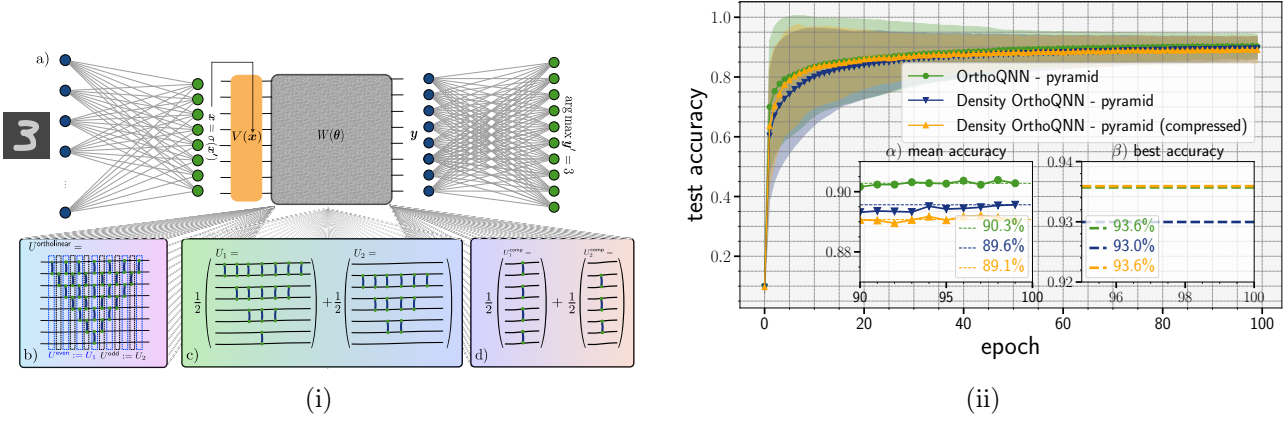 a)
3
x = σ(x′)
V(x)
W(θ)
y
arg max y′ = 3
U^ortholinear =
b)
U^even := U₁ U^odd := U₂
U₁ =
U₂ =
1/2
+ 1/2
c)
U₁^comp =
U₂^comp =
1/2
+
1/2
d)
(i)
test accuracy
1.0
0.8
0.6
0.4
0.2
0
20
40
60
80
100
epoch
OrthoQNN - pyramid
Density OrthoQNN - pyramid
Density OrthoQNN - pyramid (compressed)
α) mean accuracy
0.90
0.88
90.3%
89.6%
89.1%
90
95
100
β) best accuracy
0.94
0.93
0.92
93.6%
93.0%
93.6%
96
98
100
(ii)